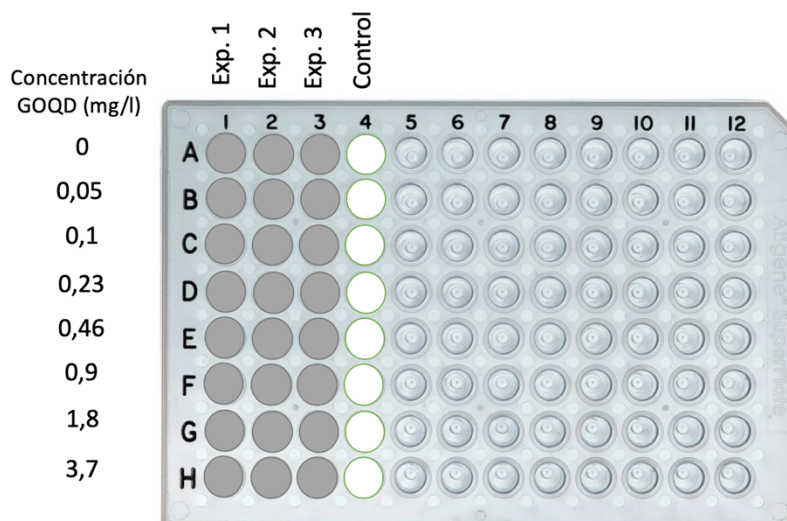 Exp. 1
Exp. 2
Exp. 3
Control
Concentración
GOQD (mg/l)
1 2 3 4 5 6 7 8 9 10 11 12
0 A
0,05 B
0,1 C
0,23 D
0,46 E
0,9 F
1,8 G
3,7 H